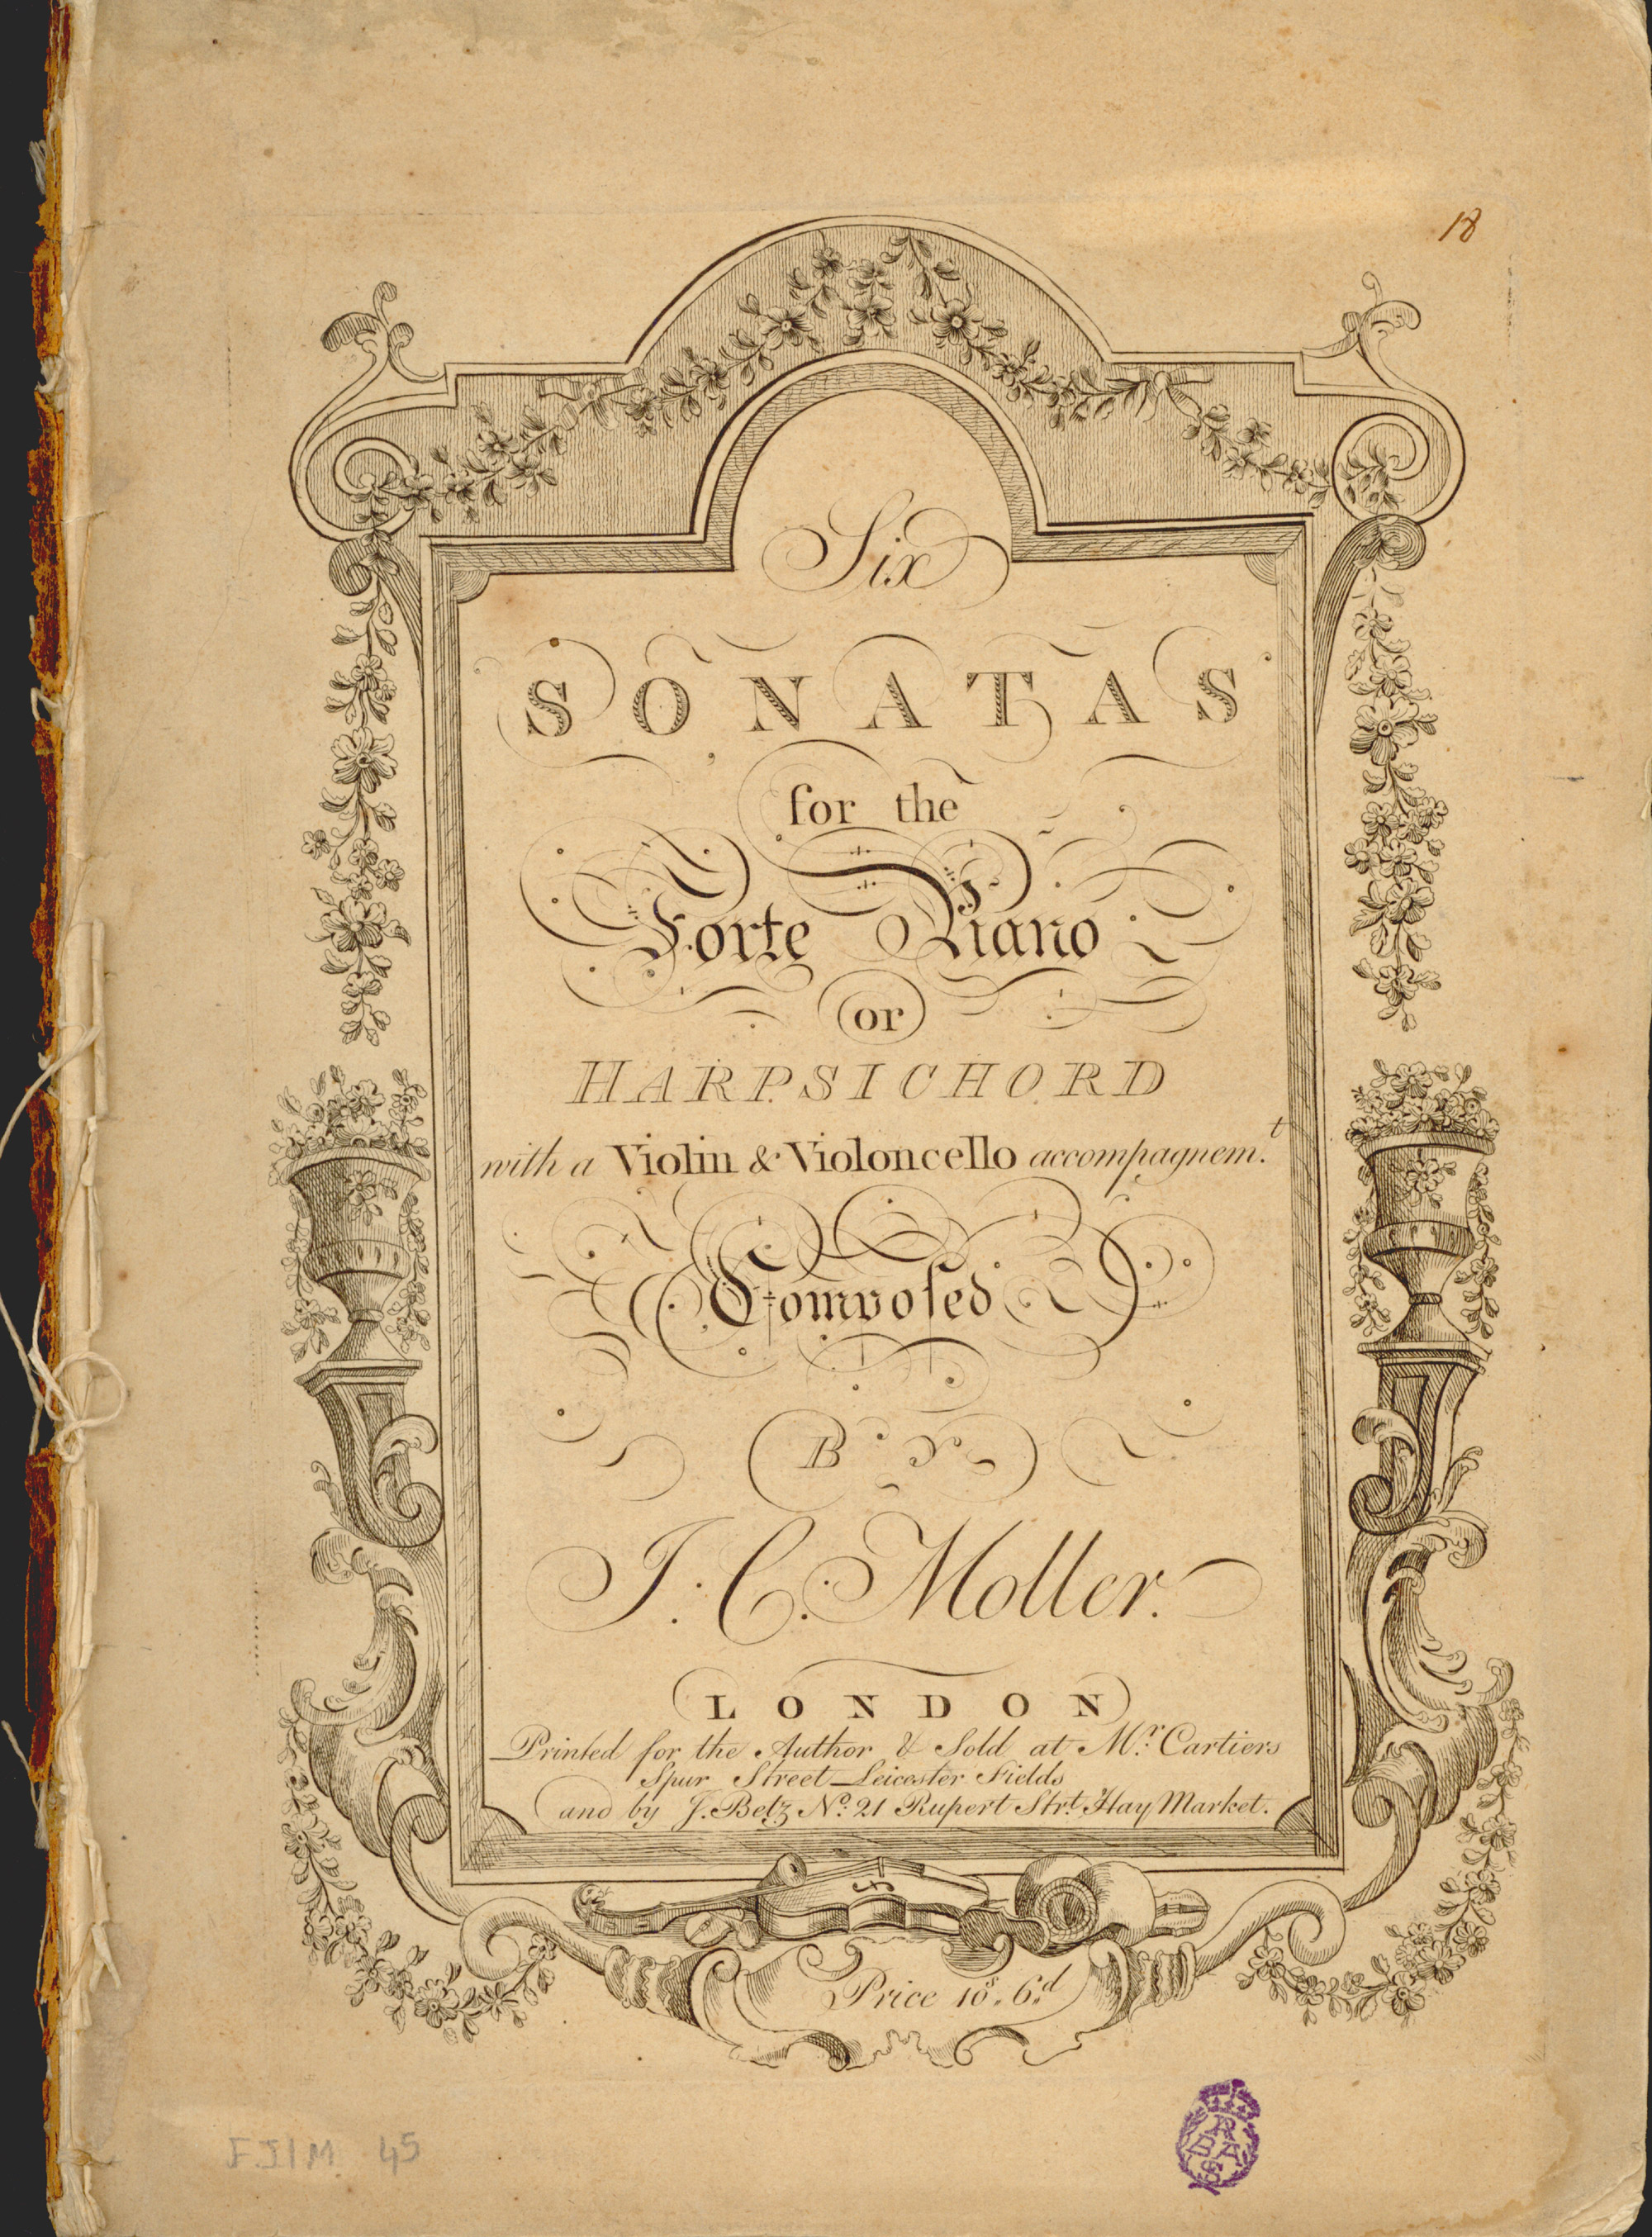 18
Six
SONATAS
for the
Forte Piano
or
HARPSICHORD
with a Violin & Violoncello accompagnem.t
Compoſed
By
J: C: Moller.
LONDON
Printed for the Author & Sold at Mr. Cartiers
Spur Street Leicester Fields
and by J. Betz No: 21 Rupert Strt. Hay Market.
Price 10s. 6d
R
BA
S
45